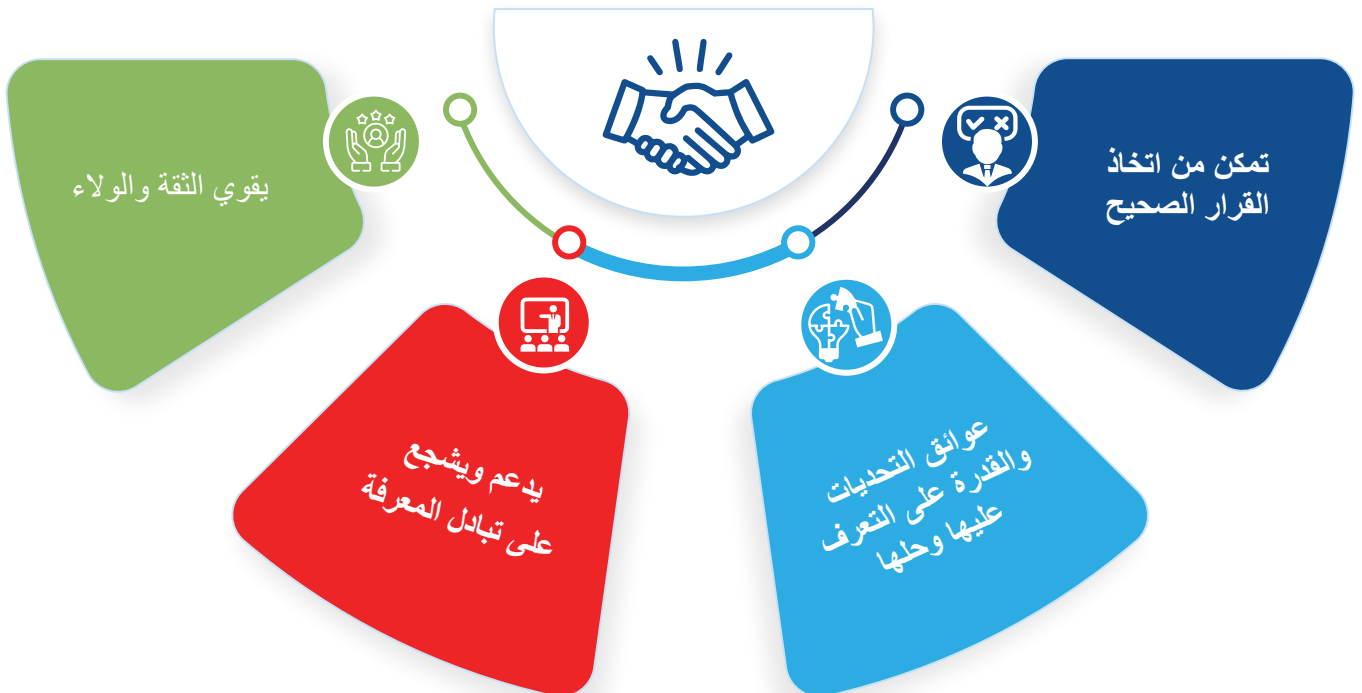 تمكن من اتخاذ
القرار الصحيح
عوائق التحديات
والقدرة على التعرف
عليها وحلها
يدعم ويشجع
على تبادل المعرفة
يقوي الثقة والولاء